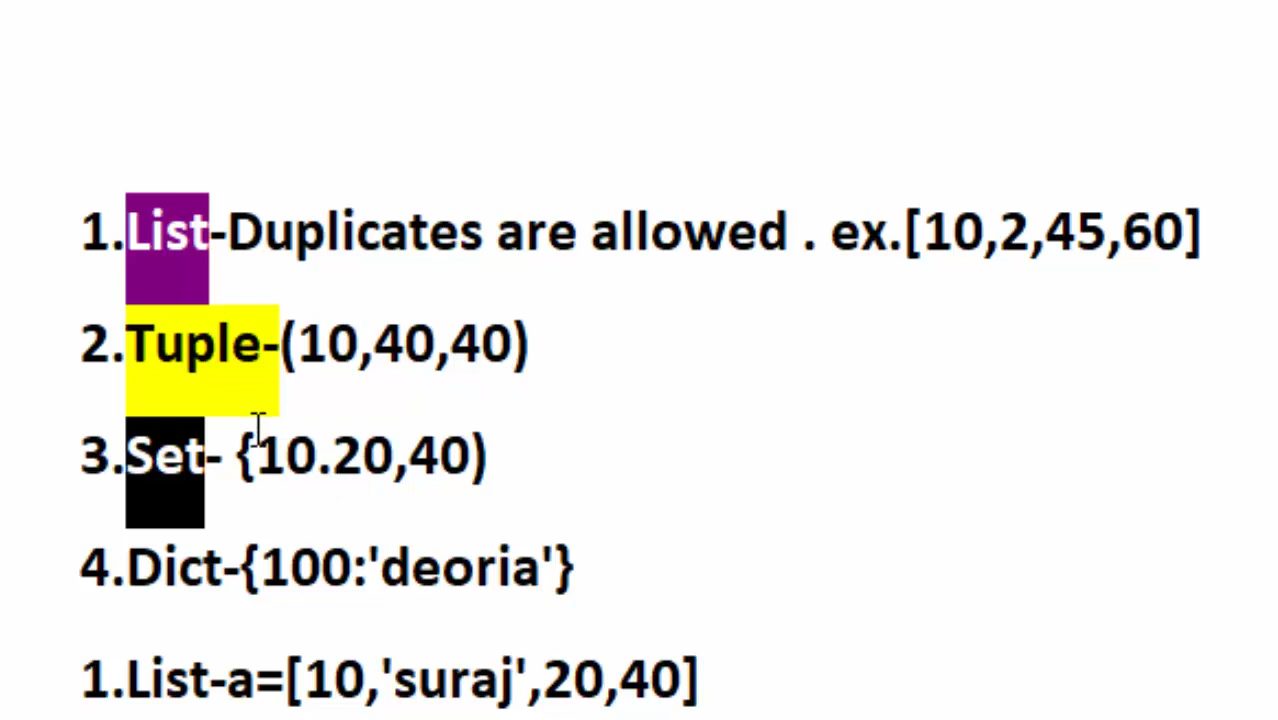 1.List-Duplicates are allowed . ex.[10,2,45,60]
2.Tuple-(10,40,40)
3.Set- {10.20,40)
4.Dict-{100:'deoria'}
1.List-a=[10,'suraj',20,40]